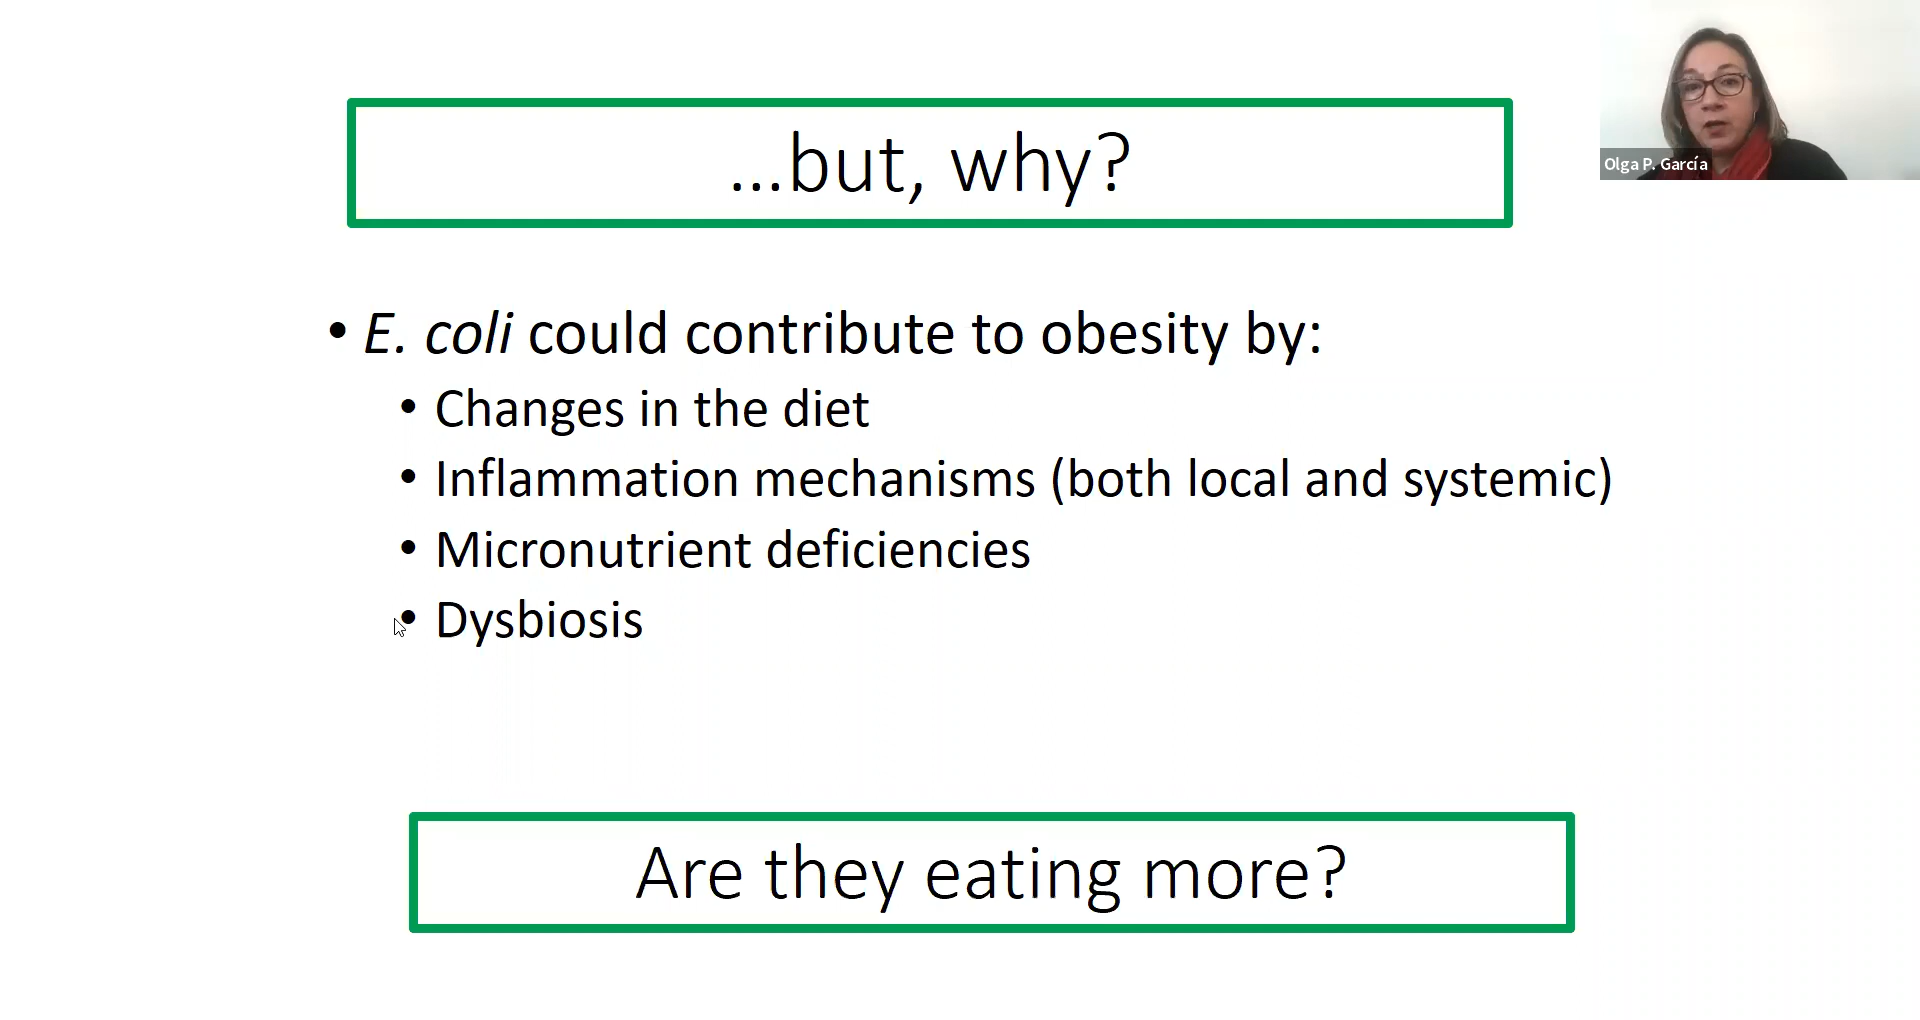 ...but, why?
Olga P. García
• E. coli could contribute to obesity by:
• Changes in the diet
• Inflammation mechanisms (both local and systemic)
• Micronutrient deficiencies
• Dysbiosis
Are they eating more?